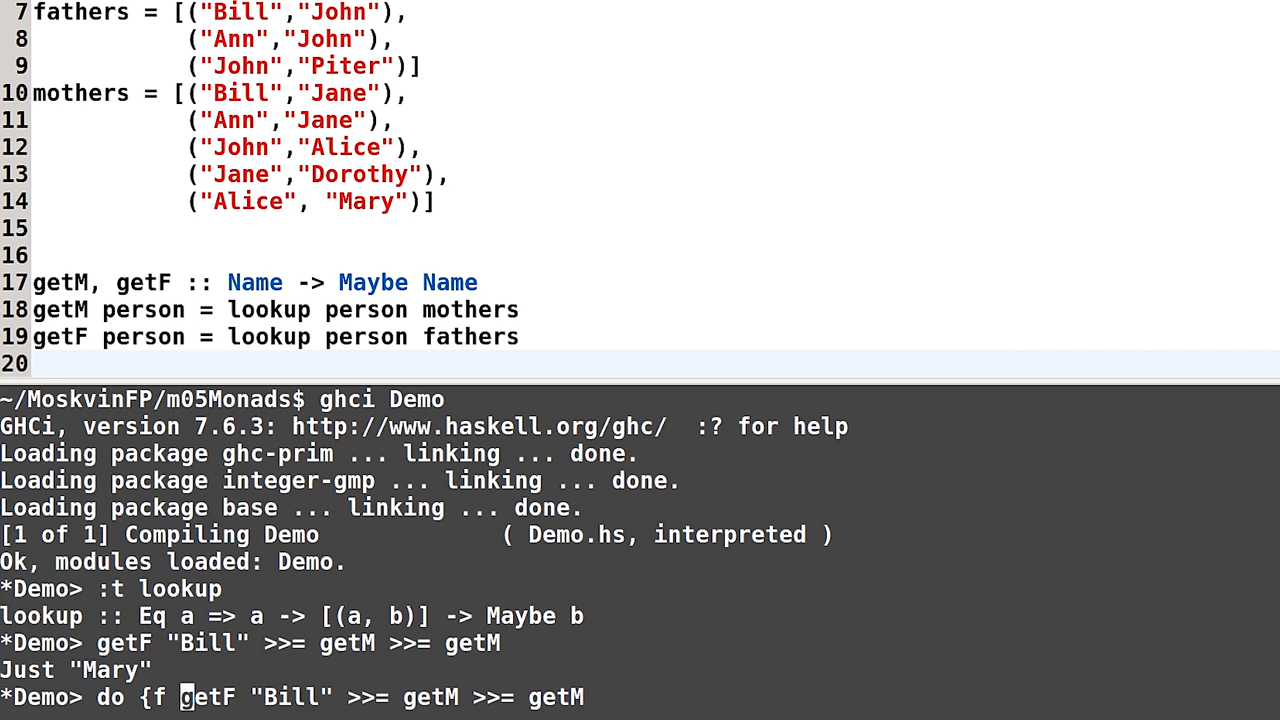 7 fathers = [("Bill","John"),
8            ("Ann","John"),
9            ("John","Piter")]
10 mothers = [("Bill","Jane"),
11            ("Ann","Jane"),
12            ("John","Alice"),
13            ("Jane","Dorothy"),
14            ("Alice", "Mary")]
15
16
17 getM, getF :: Name -> Maybe Name
18 getM person = lookup person mothers
19 getF person = lookup person fathers
20
~/MoskvinFP/m05Monads$ ghci Demo
GHCi, version 7.6.3: http://www.haskell.org/ghc/  :? for help
Loading package ghc-prim ... linking ... done.
Loading package integer-gmp ... linking ... done.
Loading package base ... linking ... done.
[1 of 1] Compiling Demo             ( Demo.hs, interpreted )
Ok, modules loaded: Demo.
*Demo> :t lookup
lookup :: Eq a => a -> [(a, b)] -> Maybe b
*Demo> getF "Bill" >>= getM >>= getM
Just "Mary"
*Demo> do {f getF "Bill" >>= getM >>= getM